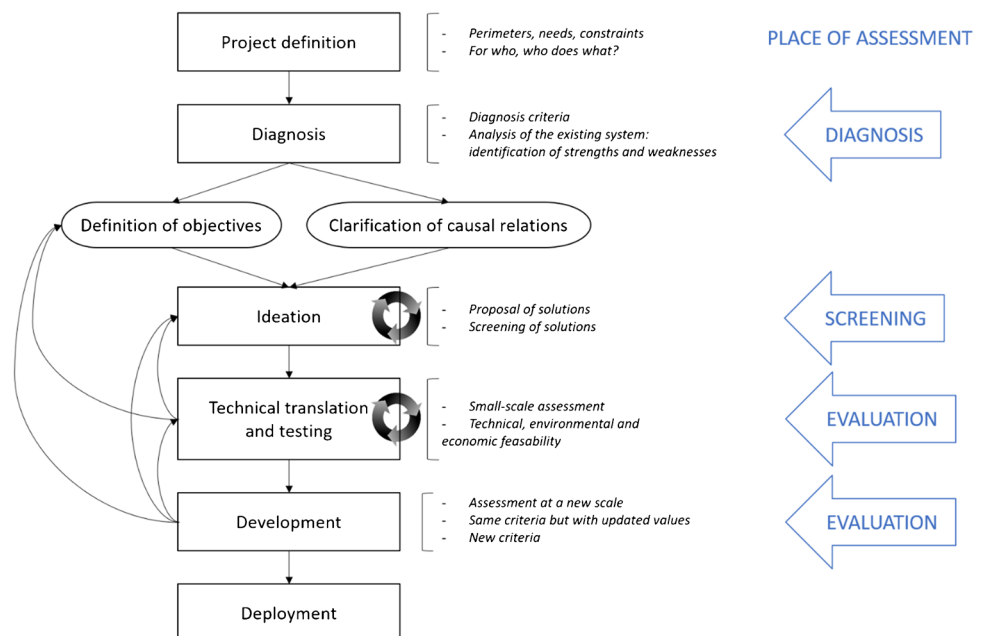 Project definition
- Perimeters, needs, constraints
- For who, who does what?
PLACE OF ASSESSMENT
Diagnosis
- Diagnosis criteria
- Analysis of the existing system:
identification of strengths and weaknesses
DIAGNOSIS
Definition of objectives
Clarification of causal relations
Ideation
- Proposal of solutions
- Screening of solutions
SCREENING
Technical translation
and testing
- Small-scale assessment
- Technical, environmental and
economic feasability
EVALUATION
Development
- Assessment at a new scale
- Same criteria but with updated values
- New criteria
EVALUATION
Deployment